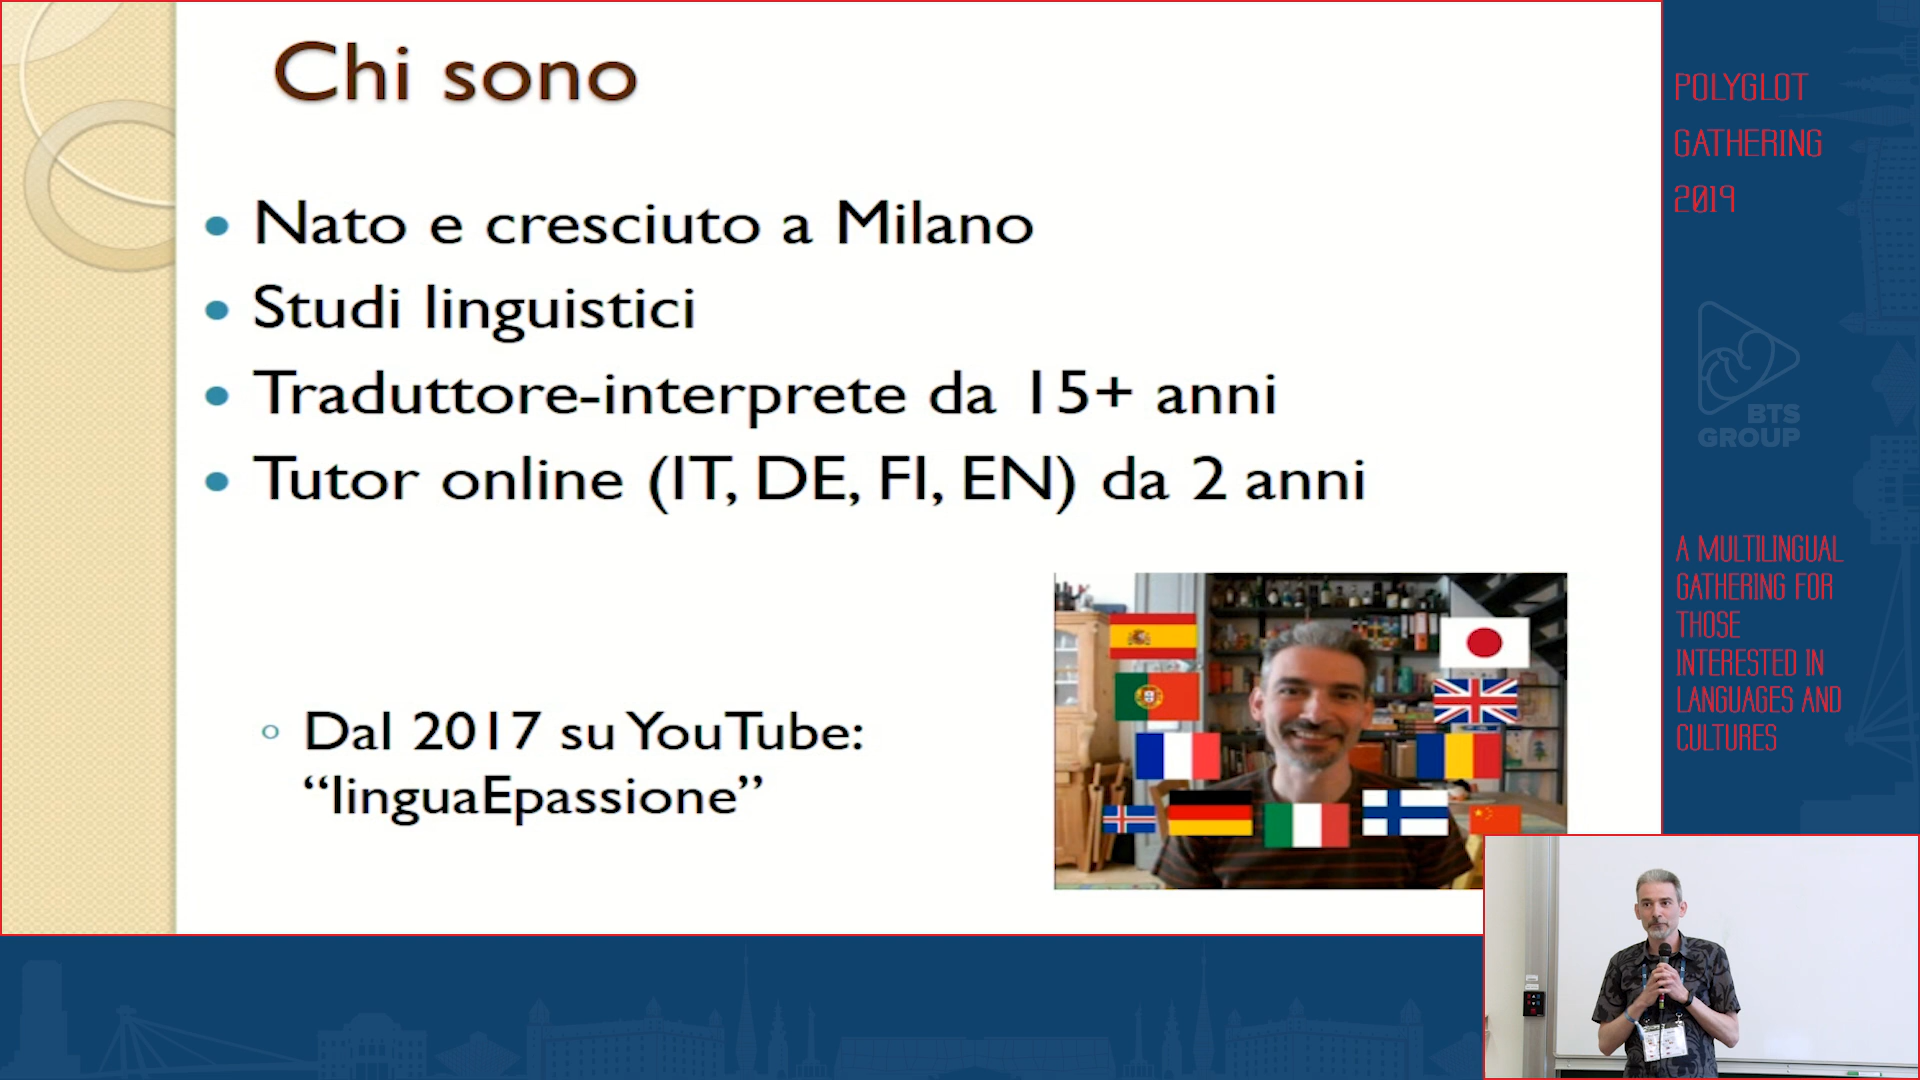 Chi sono
• Nato e cresciuto a Milano
• Studi linguistici
• Traduttore-interprete da 15+ anni
• Tutor online (IT, DE, FI, EN) da 2 anni
◦ Dal 2017 su YouTube:
“linguaEpassione”
POLYGLOT
GATHERING
2019
BTS
GROUP
A MULTILINGUAL
GATHERING FOR
THOSE
INTERESTED IN
LANGUAGES AND
CULTURES